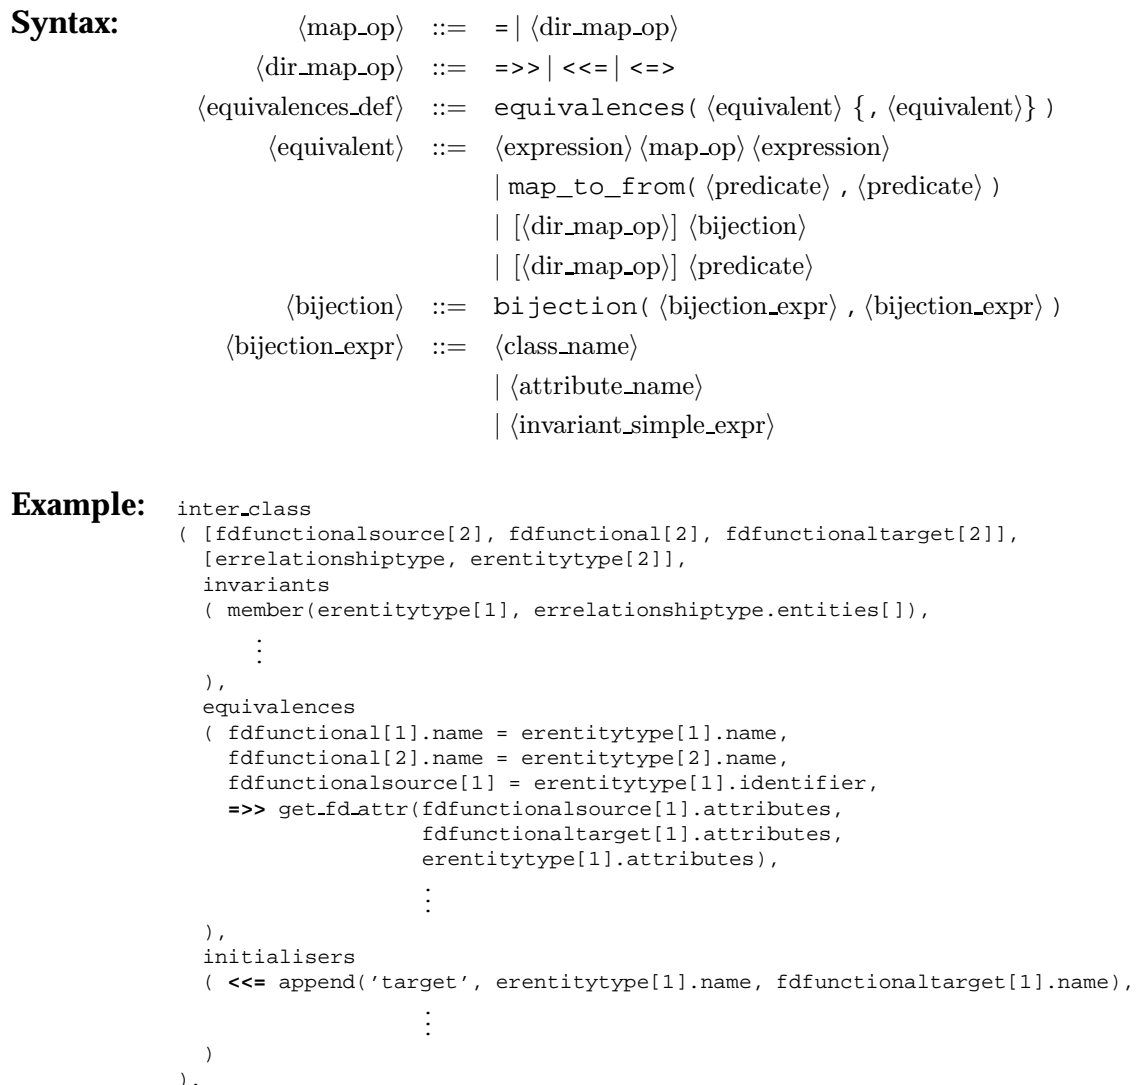 Syntax: ⟨map_op⟩ ::= = | ⟨dir_map_op⟩
⟨dir_map_op⟩ ::= =>> | <<= | <=>
⟨equivalences_def⟩ ::= equivalences( ⟨equivalent⟩ {, ⟨equivalent⟩} )
⟨equivalent⟩ ::= ⟨expression⟩ ⟨map_op⟩ ⟨expression⟩
| map_to_from( ⟨predicate⟩ , ⟨predicate⟩ )
| [⟨dir_map_op⟩] ⟨bijection⟩
| [⟨dir_map_op⟩] ⟨predicate⟩
⟨bijection⟩ ::= bijection( ⟨bijection_expr⟩ , ⟨bijection_expr⟩ )
⟨bijection_expr⟩ ::= ⟨class_name⟩
| ⟨attribute_name⟩
| ⟨invariant_simple_expr⟩
Example: inter_class
( [fdfunctionalsource[2], fdfunctional[2], fdfunctionaltarget[2]],
[errelationshiptype, erentitytype[2]],
invariants
( member(erentitytype[1], errelationshiptype.entities[]),
⋮
),
equivalences
( fdfunctional[1].name = erentitytype[1].name,
fdfunctional[2].name = erentitytype[2].name,
fdfunctionalsource[1] = erentitytype[1].identifier,
=>> get_fd_attr(fdfunctionalsource[1].attributes,
fdfunctionaltarget[1].attributes,
erentitytype[1].attributes),
⋮
),
initialisers
( <<= append('target', erentitytype[1].name, fdfunctionaltarget[1].name),
⋮
)
).